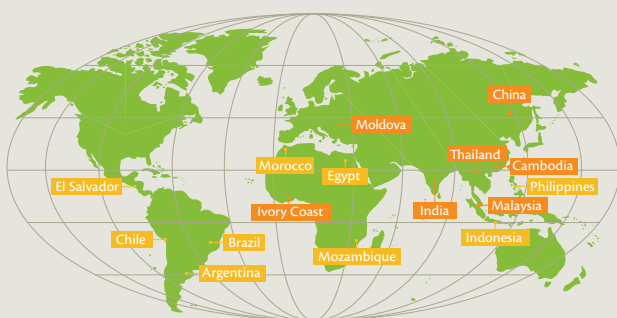 China
Moldova
Thailand
Morocco
Cambodia
Egypt
El Salvador
Philippines
Ivory Coast
India
Malaysia
Chile
Brazil
Indonesia
Mozambique
Argentina